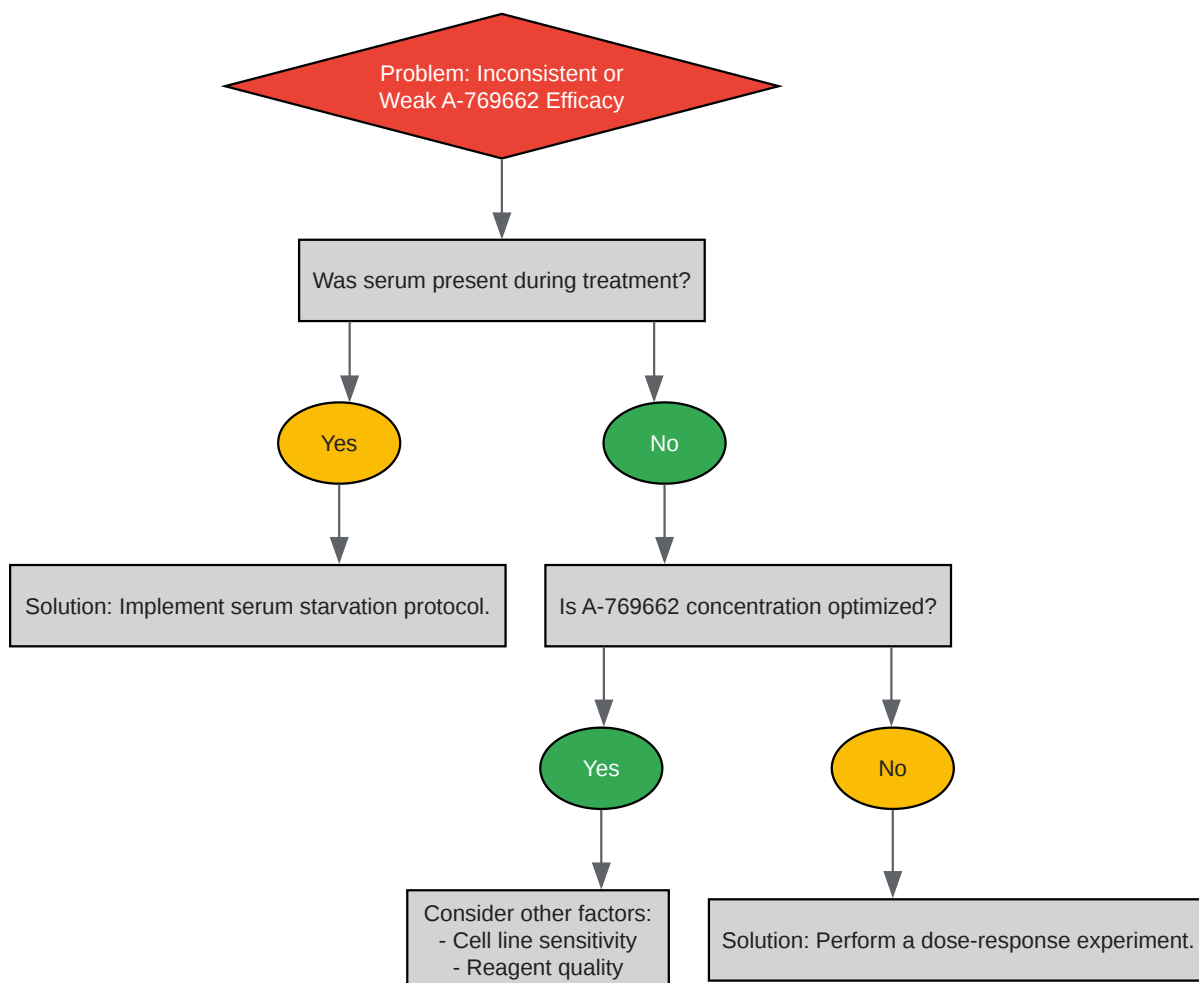 Problem: Inconsistent or
Weak A-769662 Efficacy
Was serum present during treatment?
Yes
No
Solution: Implement serum starvation protocol.
Is A-769662 concentration optimized?
Yes
No
Consider other factors:
- Cell line sensitivity
- Reagent quality
Solution: Perform a dose-response experiment.